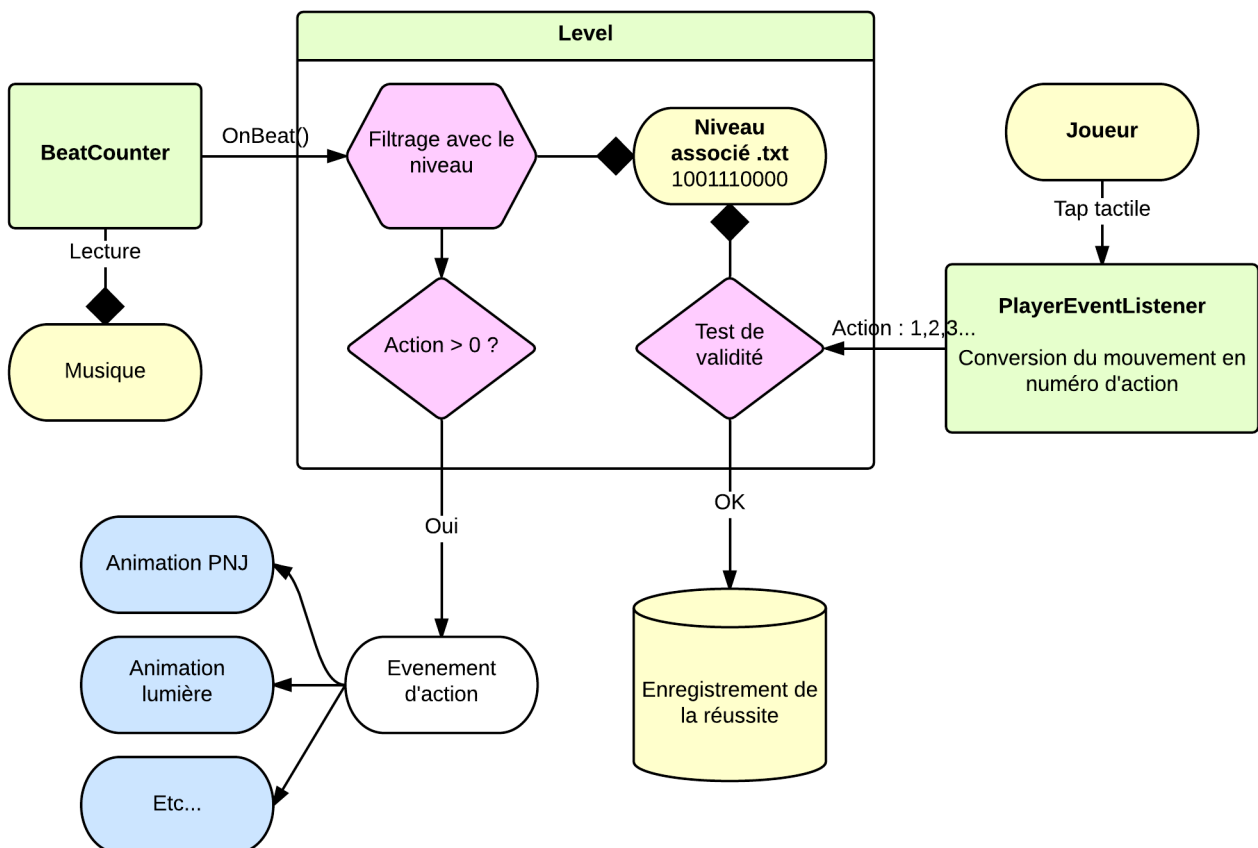 Level
BeatCounter
OnBeat()
Filtrage avec le
niveau
Niveau
associé .txt
1001110000
Joueur
Lecture
Tap tactile
Musique
Action > 0 ?
Test de
validité
Action : 1,2,3...
PlayerEventListener
Conversion du mouvement en
numéro d'action
Oui
OK
Animation PNJ
Animation
lumière
Etc...
Evenement
d'action
Enregistrement de
la réussite